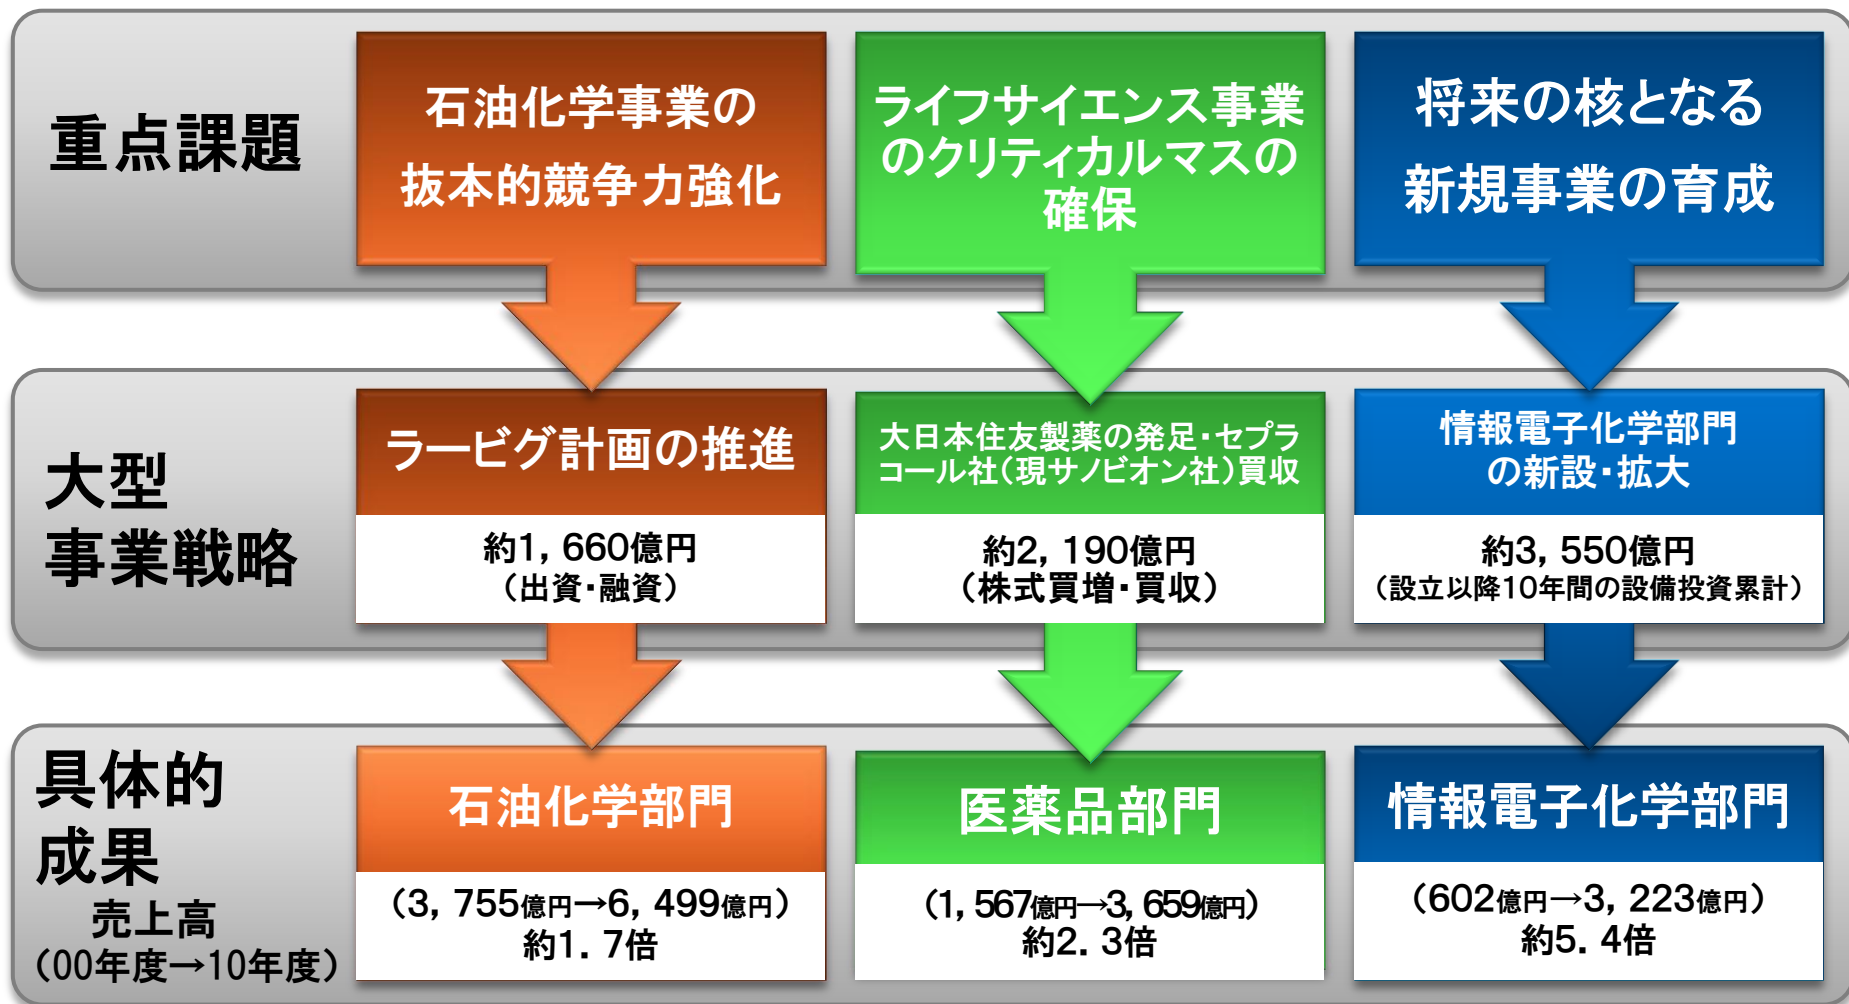 重点課題
石油化学事業の
抜本的競争力強化
ライフサイエンス事業
のクリティカルマスの
確保
将来の核となる
新規事業の育成
大型
事業戦略
ラービグ計画の推進
約1，660億円
（出資・融資）
大日本住友製薬の発足・セプラ
コール社（現サノビオン社）買収
約2，190億円
（株式買増・買収）
情報電子化学部門
の新設・拡大
約3，550億円
（設立以降10年間の設備投資累計）
具体的
成果
売上高
（00年度→10年度）
石油化学部門
（3，755億円→6，499億円）
約1．7倍
医薬品部門
（1，567億円→3，659億円）
約2．3倍
情報電子化学部門
（602億円→3，223億円）
約5．4倍